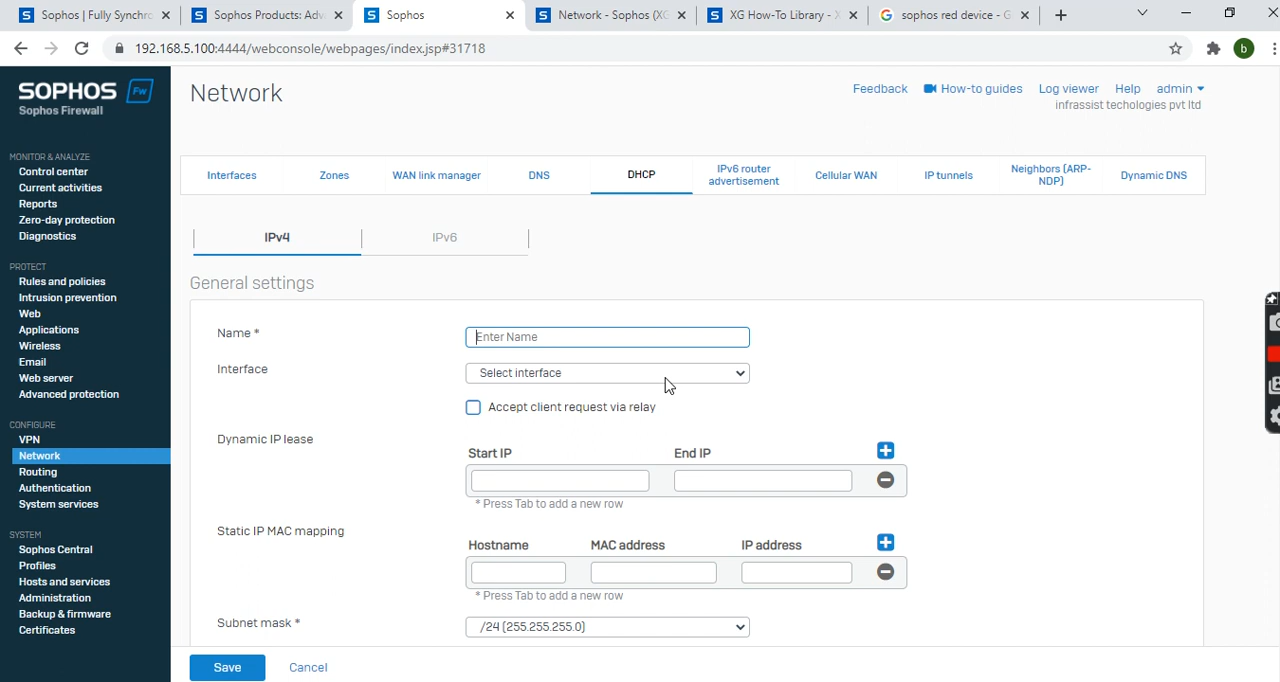 Sophos | Fully Synchro
Sophos Products: Adv
Sophos
Network - Sophos (XG
XG How-To Library - X
sophos red device - G
192.168.5.100:4444/webconsole/webpages/index.jsp#31718
b
SOPHOS Fw
Sophos Firewall
MONITOR & ANALYZE
Control center
Current activities
Reports
Zero-day protection
Diagnostics
PROTECT
Rules and policies
Intrusion prevention
Web
Applications
Wireless
Email
Web server
Advanced protection
CONFIGURE
VPN
Network
Routing
Authentication
System services
SYSTEM
Sophos Central
Profiles
Hosts and services
Administration
Backup & firmware
Certificates
Network
Feedback How-to guides Log viewer Help admin
infrassist techologies pvt ltd
Interfaces
Zones
WAN link manager
DNS
DHCP
IPv6 router
advertisement
Cellular WAN
IP tunnels
Neighbors (ARP-
NDP)
Dynamic DNS
IPv4
IPv6
General settings
Name *
Enter Name
Interface
Select interface
Accept client request via relay
Dynamic IP lease
Start IP End IP
* Press Tab to add a new row
Static IP MAC mapping
Hostname MAC address IP address
* Press Tab to add a new row
Subnet mask *
/24 (255.255.255.0)
Save Cancel